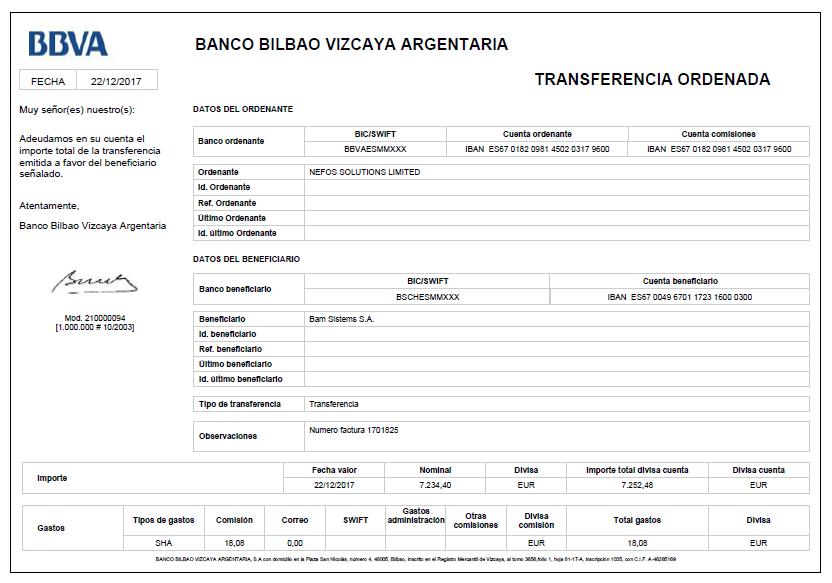 BBVA
BANCO BILBAO VIZCAYA ARGENTARIA
FECHA 22/12/2017
TRANSFERENCIA ORDENADA
Muy señor(es) nuestro(s):
Adeudamos en su cuenta el
importe total de la transferencia
emitida a favor del beneficiario
señalado.
Atentamente,
Banco Bilbao Vizcaya Argentaria
Mod. 210000094
[1.000.000 # 10/2003]
DATOS DEL ORDENANTE
Banco ordenante
BIC/SWIFT Cuenta ordenante Cuenta comisiones
BBVAESMMXXX IBAN ES67 0182 0981 4502 0317 9600 IBAN ES67 0182 0981 4502 0317 9600
Ordenante NEFOS SOLUTIONS LIMITED
Id. Ordenante
Ref. Ordenante
Último Ordenante
Id. último Ordenante
DATOS DEL BENEFICIARIO
Banco beneficiario
BIC/SWIFT Cuenta beneficiario
BSCHESMMXXX IBAN ES67 0049 6701 1723 1600 0300
Beneficiario Bam Sistems S.A.
Id. beneficiario
Ref. beneficiario
Último beneficiario
Id. último beneficiario
Tipo de transferencia Transferencia
Observaciones Numero factura 1701825
Importe
Fecha valor Nominal Divisa Importe total divisa cuenta Divisa cuenta
22/12/2017 7.234,40 EUR 7.252,48 EUR
Gastos
Tipos de gastos Comisión Correo SWIFT Gastos administración Otras comisiones Divisa comisión Total gastos Divisa
SHA 18,08 0,00 EUR 18,08 EUR
BANCO BILBAO VIZCAYA ARGENTARIA, S.A con domicilio en la Plaza San Nicolás, número 4, 48005, Bilbao, inscrito en el Registro Mercantil de Vizcaya, al tomo 3858,folio 1, hoja 81-17-A, inscripción 1035, con C.I.F. A-48265169